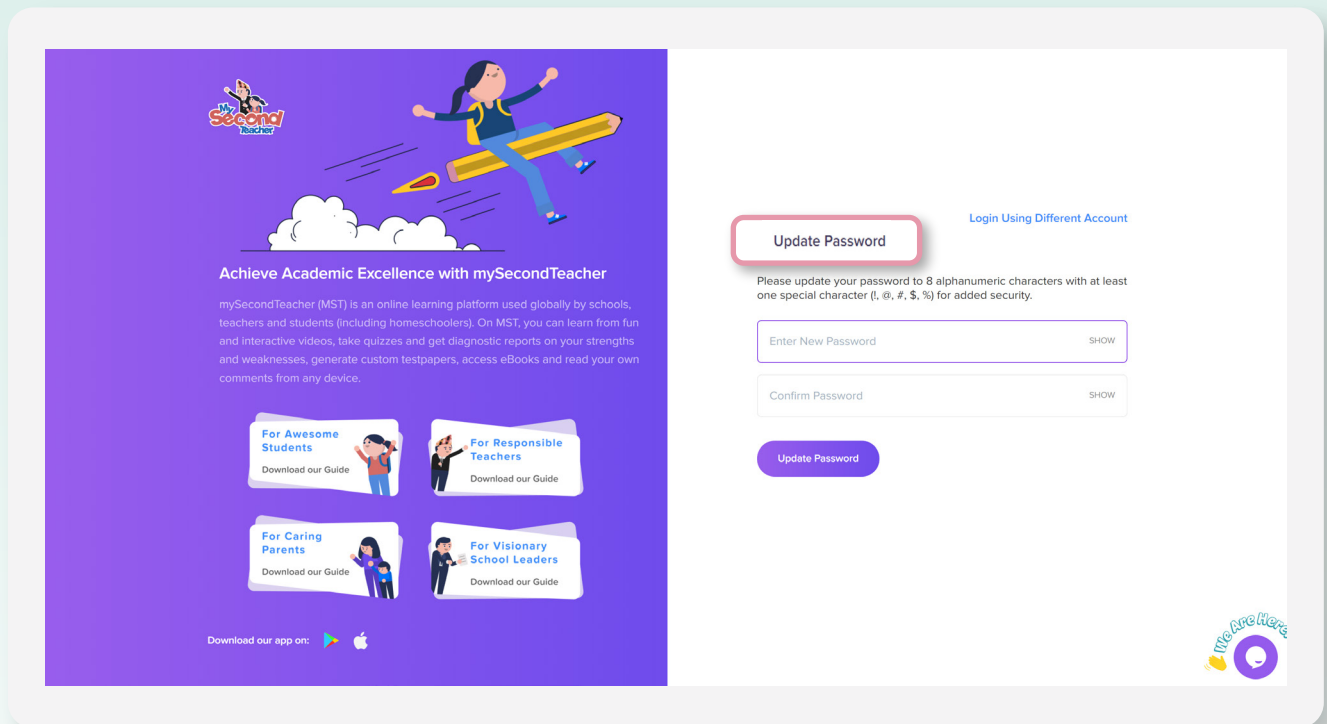 My
Second
Teacher
Achieve Academic Excellence with mySecondTeacher
mySecondTeacher (MST) is an online learning platform used globally by schools,
teachers and students (including homeschoolers). On MST, you can learn from fun
and interactive videos, take quizzes and get diagnostic reports on your strengths
and weaknesses, generate custom testpapers, access eBooks and read your own
comments from any device.
For Awesome
Students
Download our Guide
For Responsible
Teachers
Download our Guide
For Caring
Parents
Download our Guide
For Visionary
School Leaders
Download our Guide
Download our app on:
Login Using Different Account
Update Password
Please update your password to 8 alphanumeric characters with at least
one special character (!, @, #, $, %) for added security.
Enter New Password
SHOW
Confirm Password
SHOW
Update Password
We Are Here!